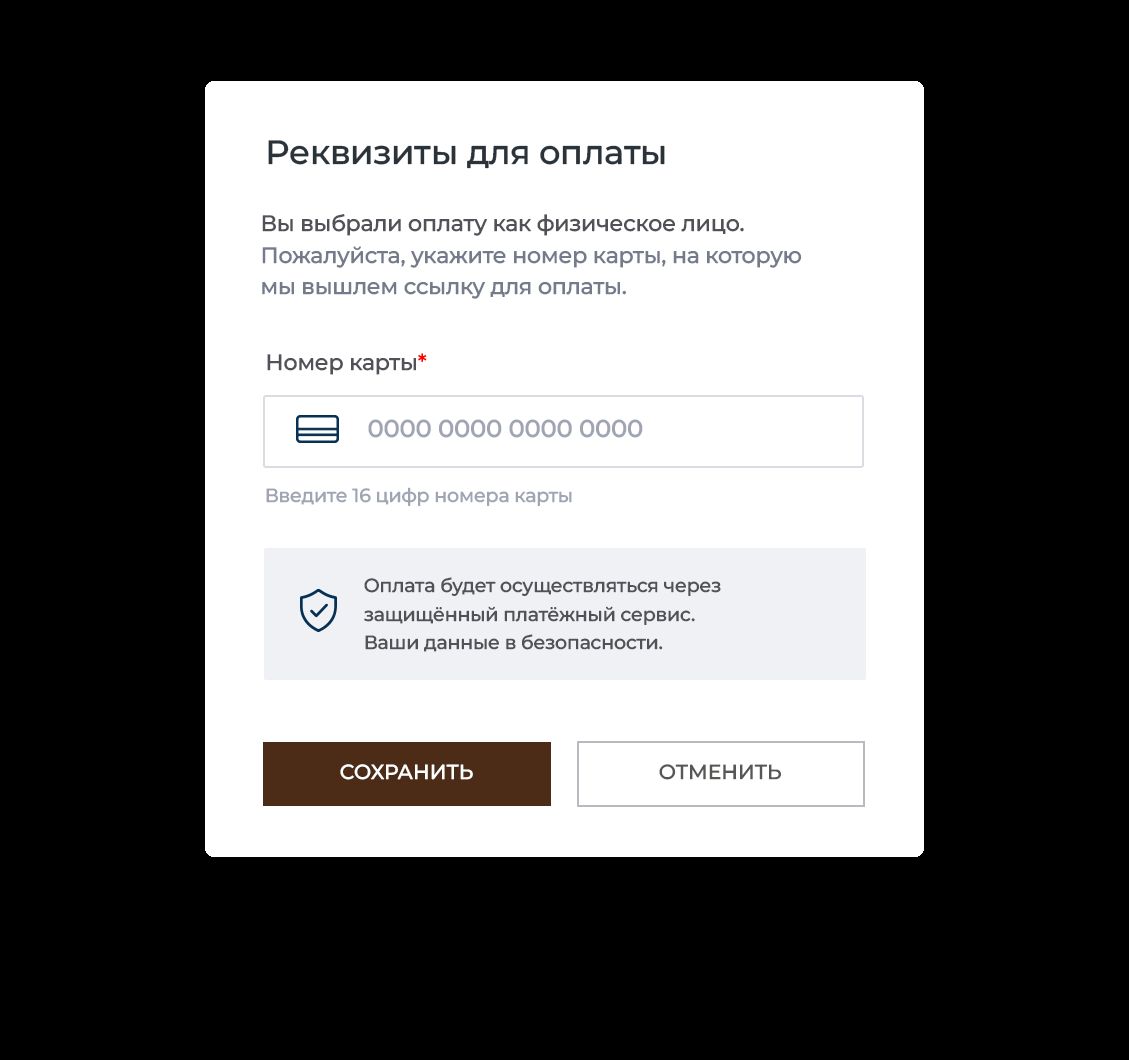 Реквизиты для оплаты
Вы выбрали оплату как физическое лицо.
Пожалуйста, укажите номер карты, на которую
мы вышлем ссылку для оплаты.
Номер карты*
0000 0000 0000 0000
Введите 16 цифр номера карты
Оплата будет осуществляться через
защищённый платёжный сервис.
Ваши данные в безопасности.
СОХРАНИТЬ
ОТМЕНИТЬ